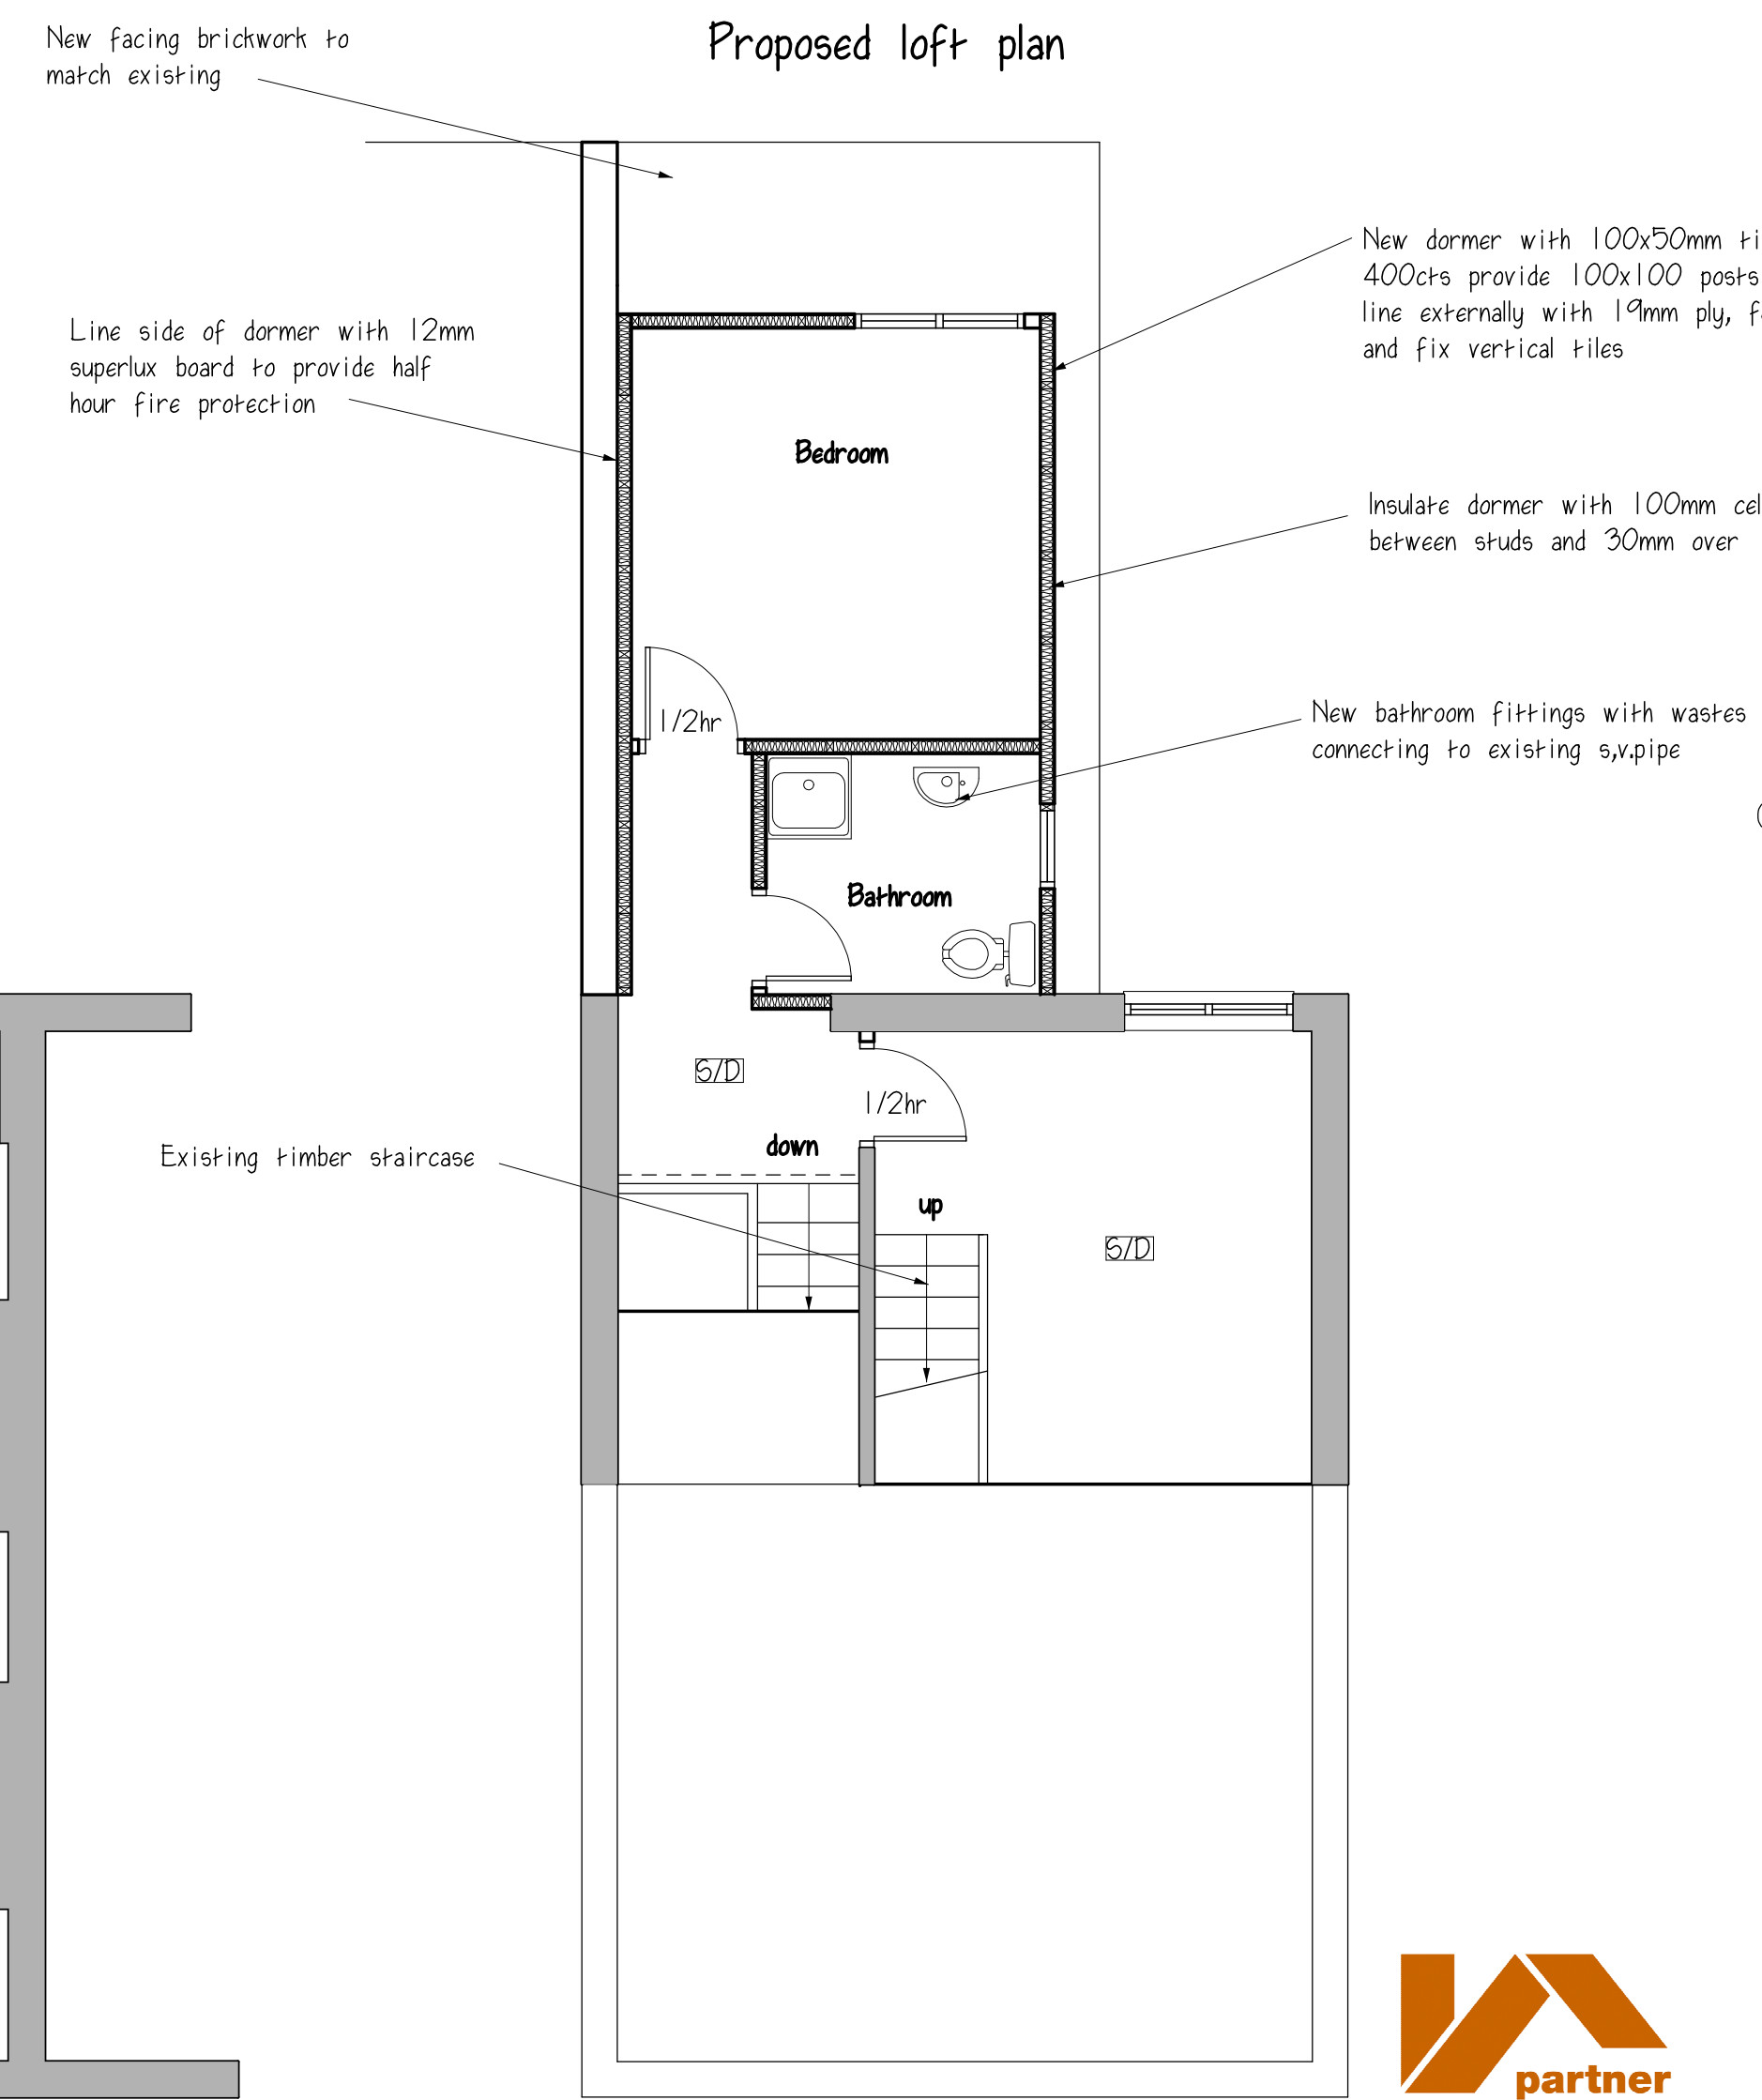 Proposed loft plan
New facing brickwork to
match existing
New dormer with 100x50mm
400cts provide 100x100 posts
line externally with 19mm ply,
and fix vertical tiles
Line side of dormer with 12mm
superlux board to provide half
hour fire protection
Bedroom
Insulate dormer with 100mm
between studs and 30mm over
1/2hr
New bathroom fittings with wastes
connecting to existing s,v.pipe
Bathroom
S/D
1/2hr
down
Existing timber staircase
up
S/D
partner